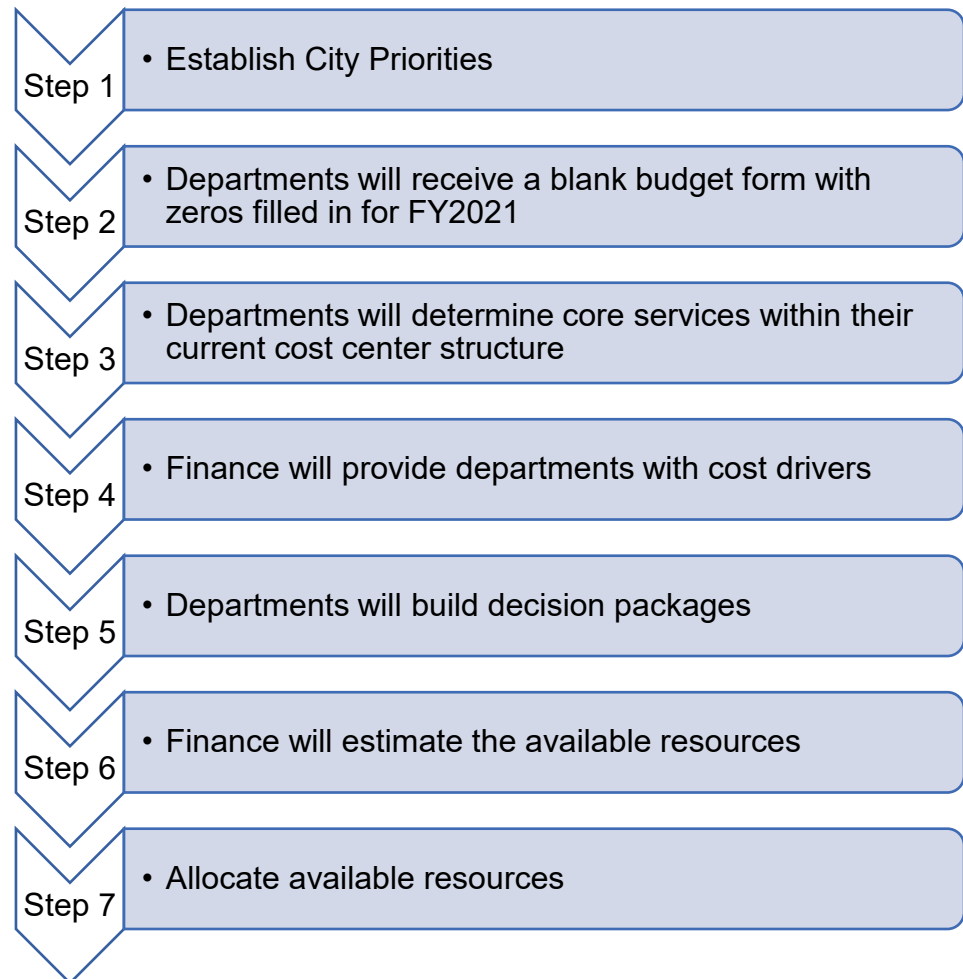 Step 1
• Establish City Priorities
Step 2
• Departments will receive a blank budget form with
zeros filled in for FY2021
Step 3
• Departments will determine core services within their
current cost center structure
Step 4
• Finance will provide departments with cost drivers
Step 5
• Departments will build decision packages
Step 6
• Finance will estimate the available resources
Step 7
• Allocate available resources